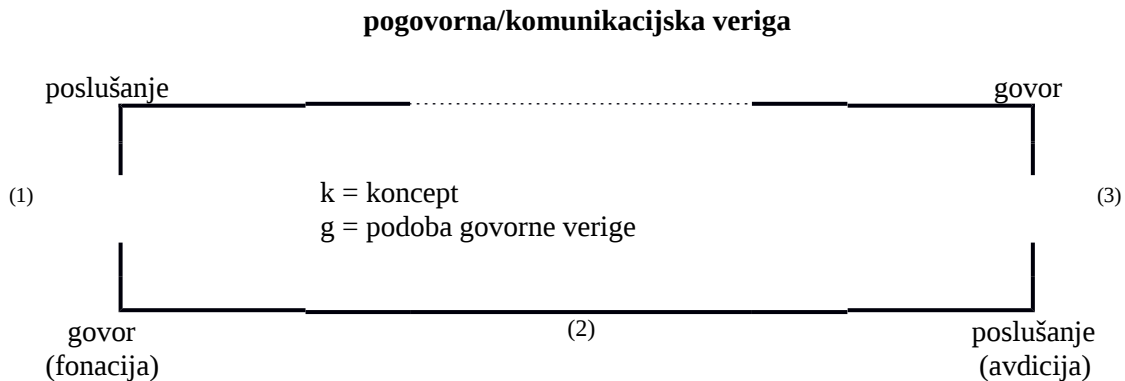 pogovorna/komunikacijska veriga
poslušanje
govor
(1)
k = koncept
(3)
g = podoba govorne verige
(2)
govor
(fonacija)
poslušanje
(avdicija)